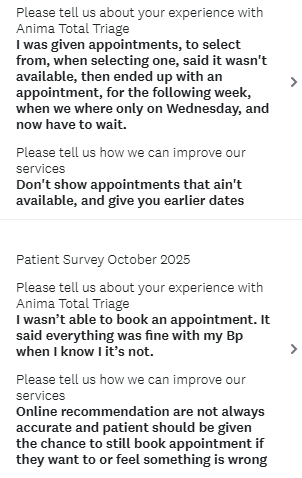 Please tell us about your experience with
Anima Total Triage
I was given appointments, to select
from, when selecting one, said it wasn't
available, then ended up with an
appointment, for the following week,
when we where only on Wednesday, and
now have to wait.
Please tell us how we can improve our
services
Don't show appointments that ain't
available, and give you earlier dates
Patient Survey October 2025
Please tell us about your experience with
Anima Total Triage
I wasn’t able to book an appointment. It
said everything was fine with my Bp
when I know I it’s not.
Please tell us how we can improve our
services
Online recommendation are not always
accurate and patient should be given
the chance to still book appointment if
they want to or feel something is wrong